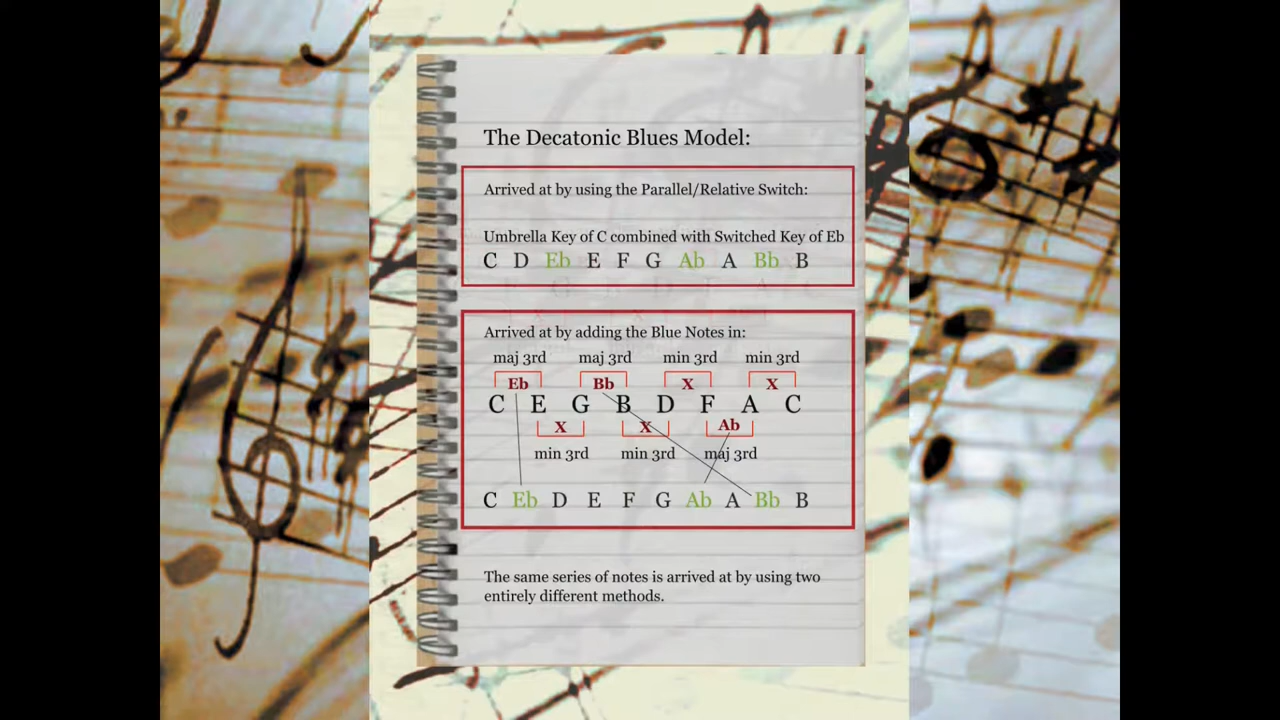 The Decatonic Blues Model:
Arrived at by using the Parallel/Relative Switch:
Umbrella Key of C combined with Switched Key of Eb
C D Eb E F G Ab A Bb B
Arrived at by adding the Blue Notes in:
maj 3rd maj 3rd min 3rd min 3rd
Eb Bb X X
C E G B D F A C
X X Ab
min 3rd min 3rd maj 3rd
C Eb D E F G Ab A Bb B
The same series of notes is arrived at by using two
entirely different methods.